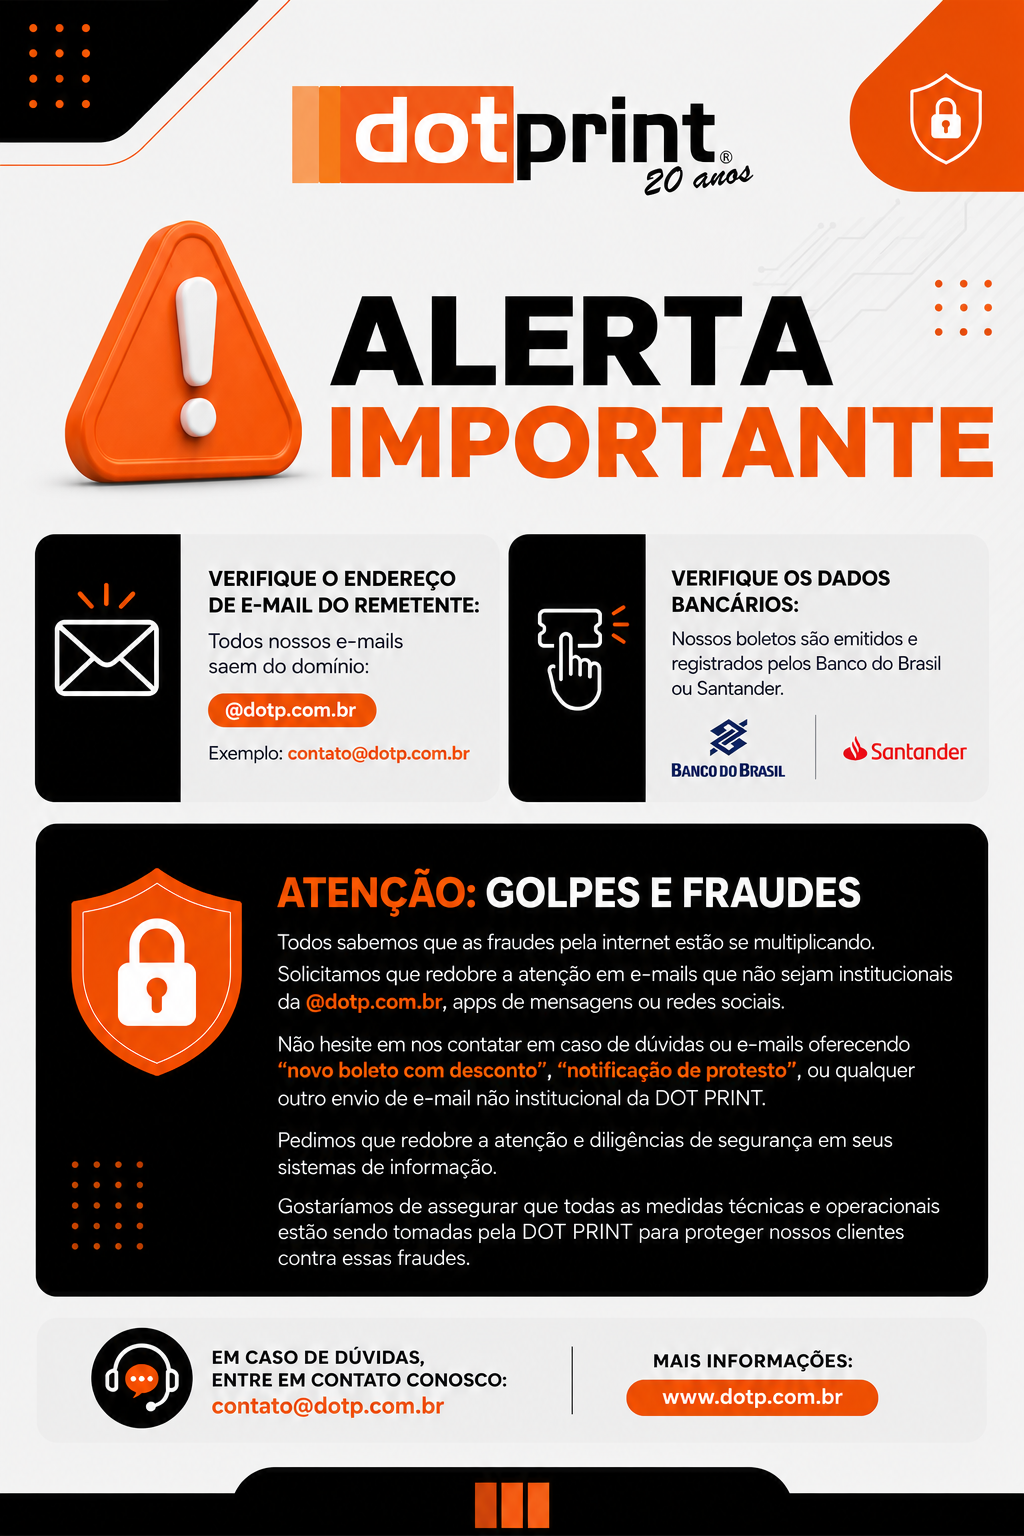 dotprint®
20 anos
ALERTA
IMPORTANTE
VERIFIQUE O ENDEREÇO
DE E-MAIL DO REMETENTE:
Todos nossos e-mails
saem do domínio:
@dotp.com.br
Exemplo: contato@dotp.com.br
VERIFIQUE OS DADOS
BANCÁRIOS:
Nossos boletos são emitidos e
registrados pelos Banco do Brasil
ou Santander.
BANCO DO BRASIL
Santander
ATENÇÃO: GOLPES E FRAUDES
Todos sabemos que as fraudes pela internet estão se multiplicando.
Solicitamos que redobre a atenção em e-mails que não sejam institucionais
da @dotp.com.br, apps de mensagens ou redes sociais.
Não hesite em nos contatar em caso de dúvidas ou e-mails oferecendo
“novo boleto com desconto”, “notificação de protesto”, ou qualquer
outro envio de e-mail não institucional da DOT PRINT.
Pedimos que redobre a atenção e diligências de segurança em seus
sistemas de informação.
Gostaríamos de assegurar que todas as medidas técnicas e operacionais
estão sendo tomadas pela DOT PRINT para proteger nossos clientes
contra essas fraudes.
EM CASO DE DÚVIDAS,
ENTRE EM CONTATO CONOSCO:
contato@dotp.com.br
MAIS INFORMAÇÕES:
www.dotp.com.br